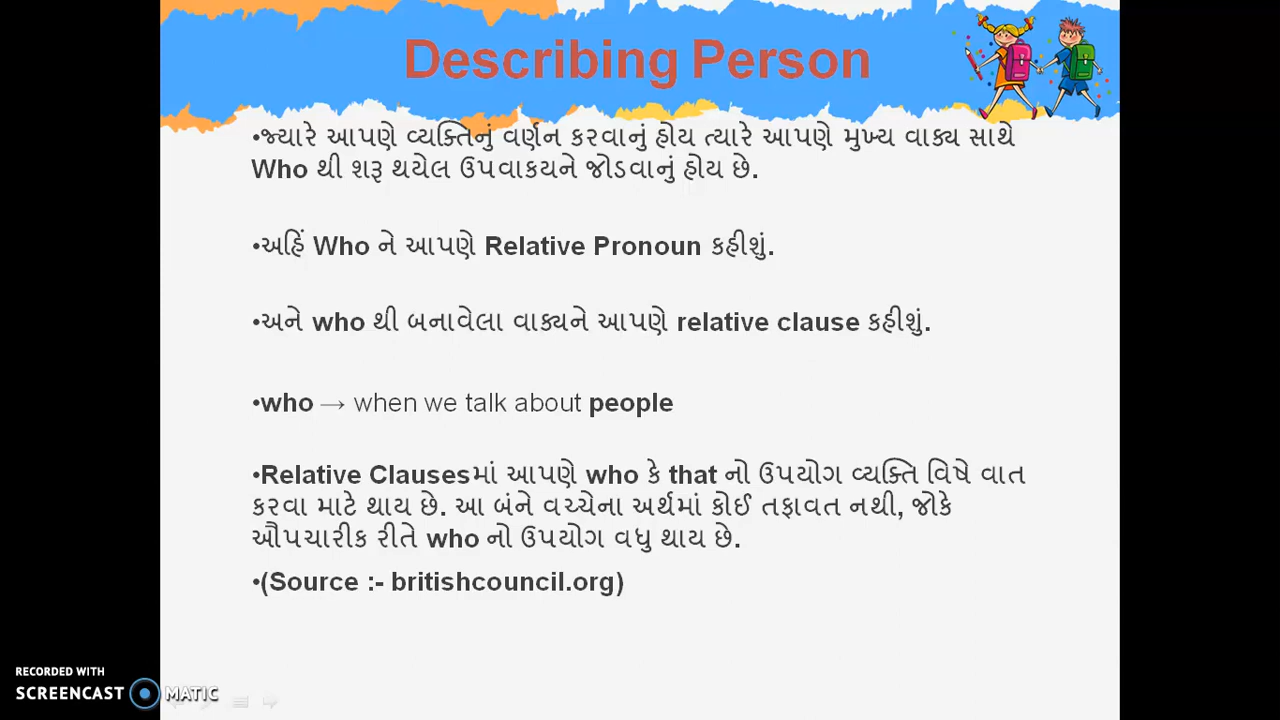 Describing Person
•જ્યારે આપણે વ્યક્તિનું વર્ણન કરવાનું હોય ત્યારે આપણે મુખ્ય વાક્ય સાથે
Who થી શરૂ થયેલ ઉપવાકયને જોડવાનું હોય છે.
•અહિં Who ને આપણે Relative Pronoun કહીશું.
•અને who થી બનાવેલા વાક્યને આપણે relative clause કહીશું.
•who → when we talk about people
•Relative Clausesમાં આપણે who કે that નો ઉપયોગ વ્યક્તિ વિષે વાત
કરવા માટે થાય છે. આ બંને વચ્ચેના અર્થમાં કોઈ તફાવત નથી, જોકે
ઔપચારીક રીતે who નો ઉપયોગ વધુ થાય છે.
•(Source :- britishcouncil.org)
RECORDED WITH
SCREENCAST MATIC